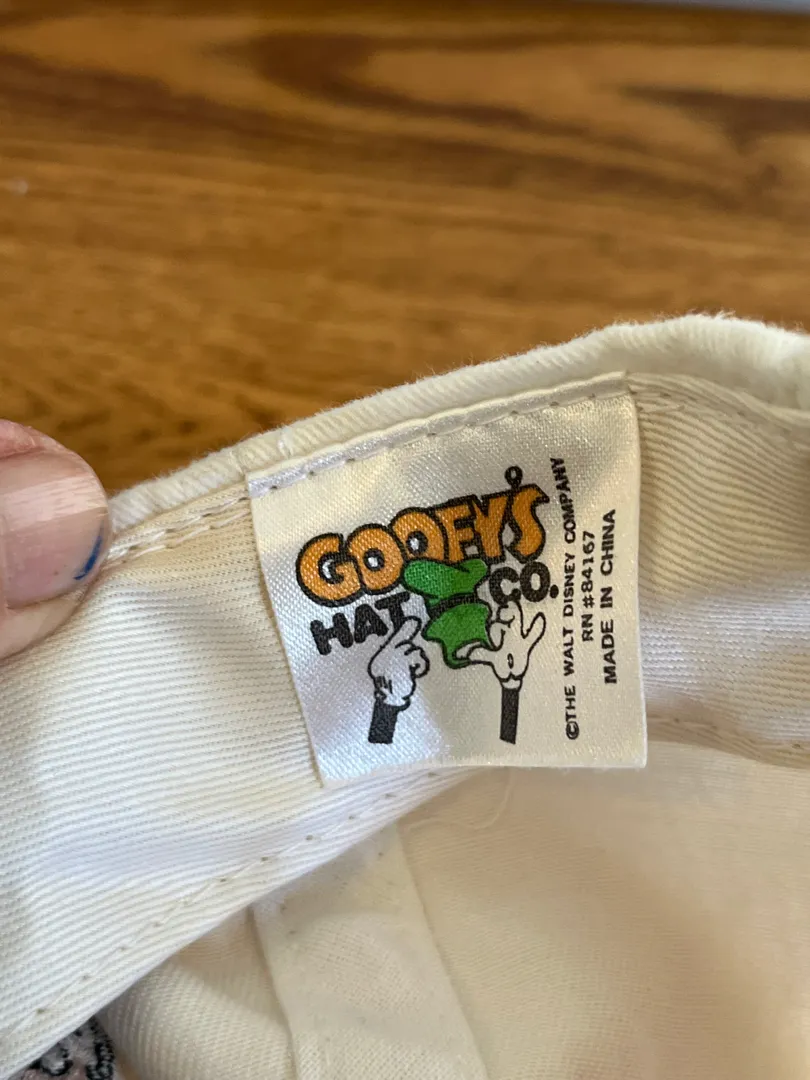 GOOFY'S
HAT CO.
©THE WALT DISNEY COMPANY
RN #84167
MADE IN CHINA